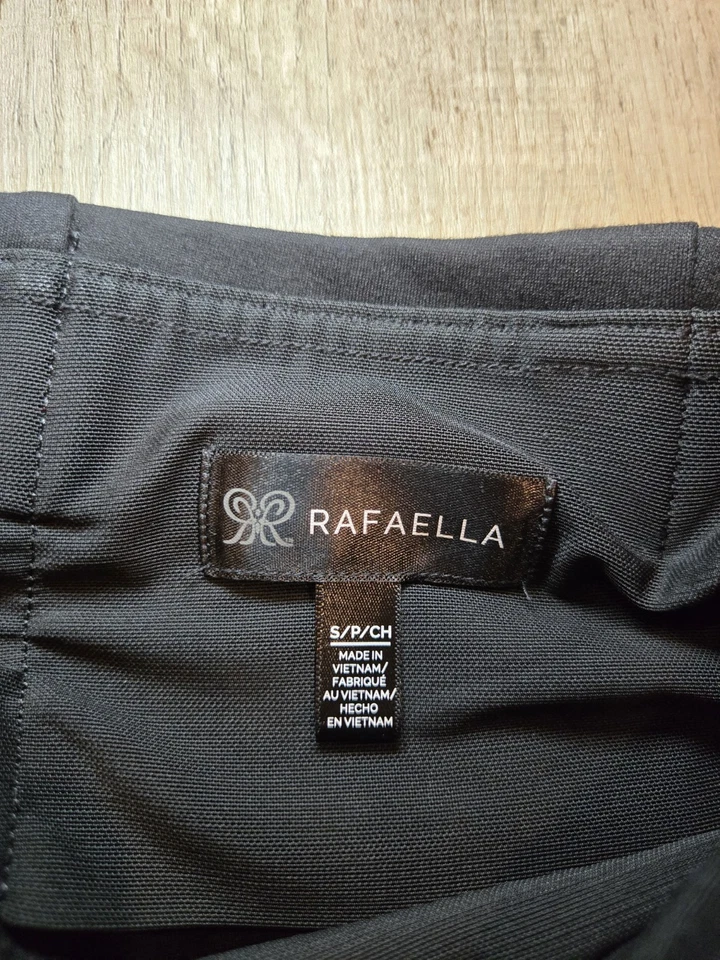 RAFAELLA
S/P/CH
MADE IN
VIETNAM/
FABRIQUÉ
AU VIETNAM/
HECHO
EN VIETNAM